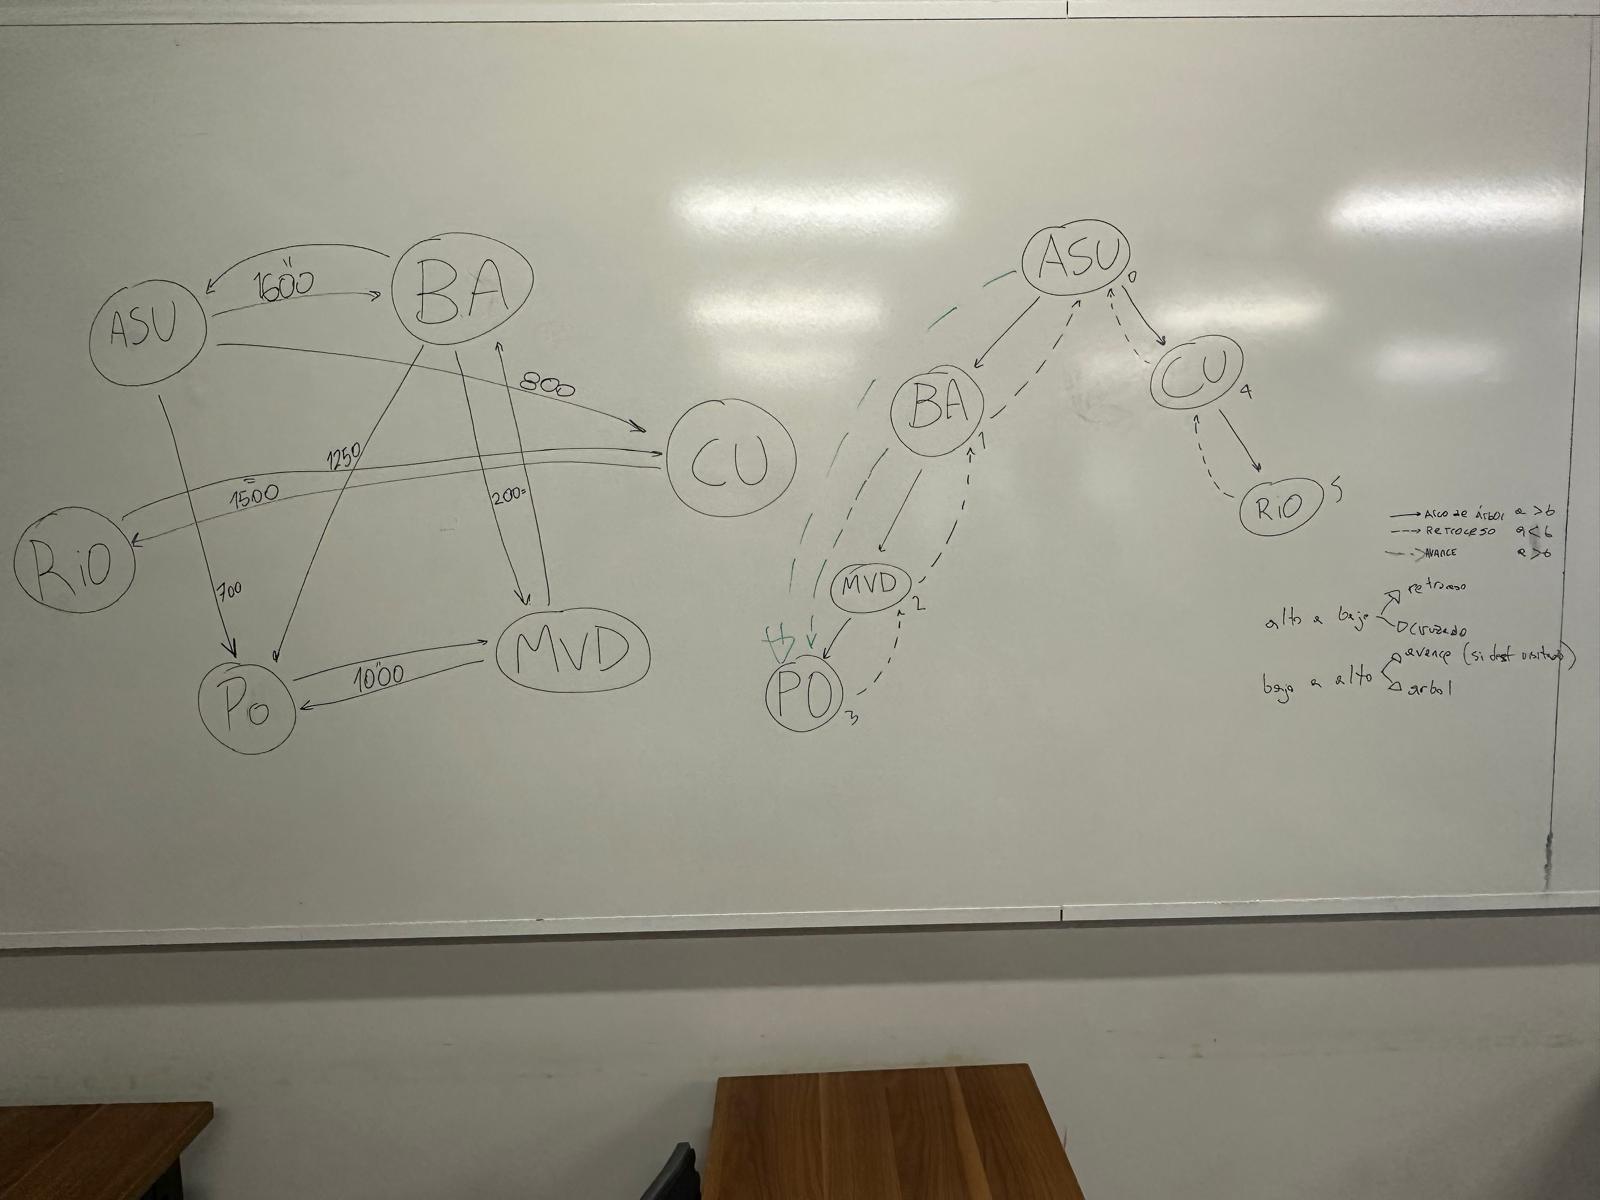 1600
BA
ASU
800
CU
1250
1500
200
RiO
700
MVD
1000
Po
ASU 0
CU 4
BA 1
RiO 5
MVD 2
PO 3
Arco de árbol a > b
Retroceso a < b
AVANCE a > b
alto a bajo
retroceso
cruzado
bajo a alto
avance (si dest visitado)
arbol